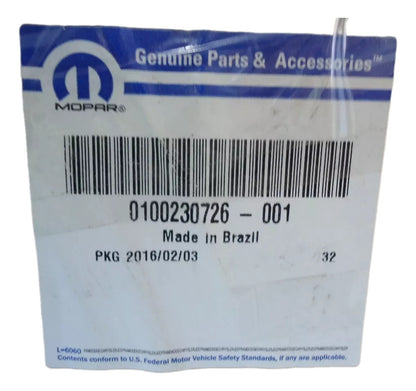 Genuine Parts & Accessories™
MOPAR®
0100230726 - 001
Made in Brazil
PKG 2016/02/03 32
L=6060
Contents conform to U.S. Federal Motor Vehicle Safety Standards, if any are applicable.